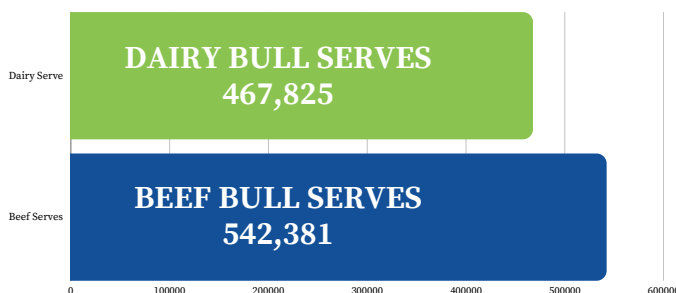 DAIRY BULL SERVES
467,825
Dairy Serve
BEEF BULL SERVES
542,381
Beef Serves
0 100000 200000 300000 400000 500000 600000